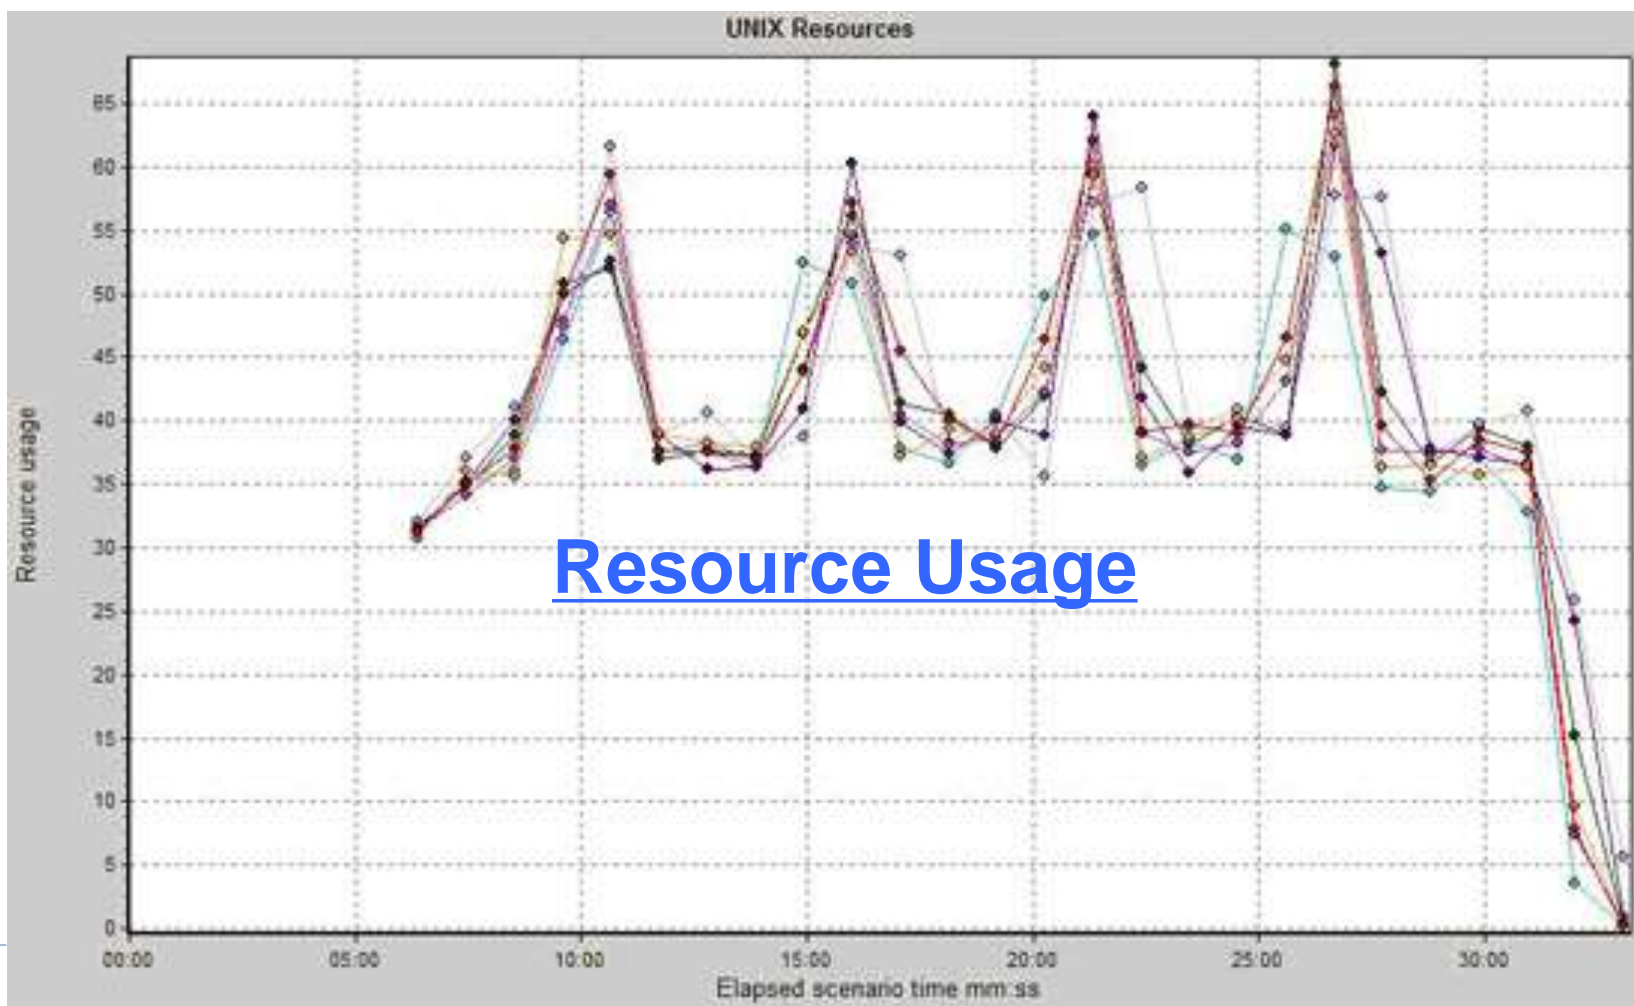 UNIX Resources
65
60
55
50
45
40
35
30
25
20
15
10
5
0
Resource usage
Resource Usage
00:00 05:00 10:00 15:00 20:00 25:00 30:00
Elapsed scenario time mm:ss